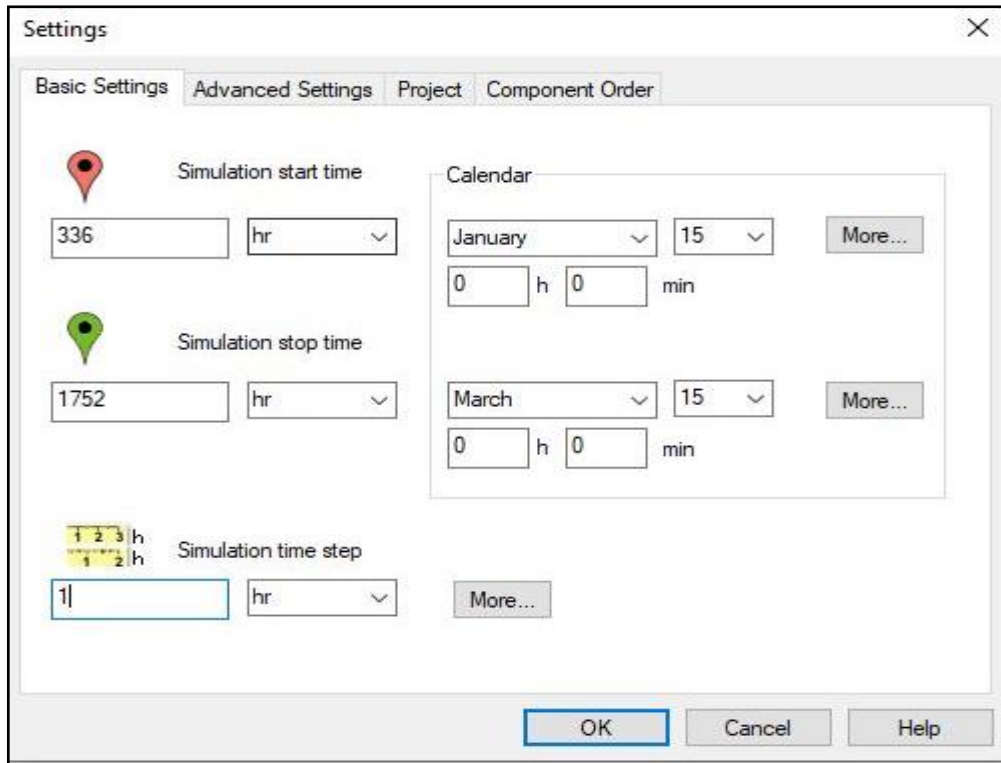 Settings
Basic Settings Advanced Settings Project Component Order
Simulation start time
Calendar
336 hr January 15 More...
0 h 0 min
Simulation stop time
1752 hr March 15 More...
0 h 0 min
1 2 3 h
1 2 h
Simulation time step
1 hr More...
OK Cancel Help